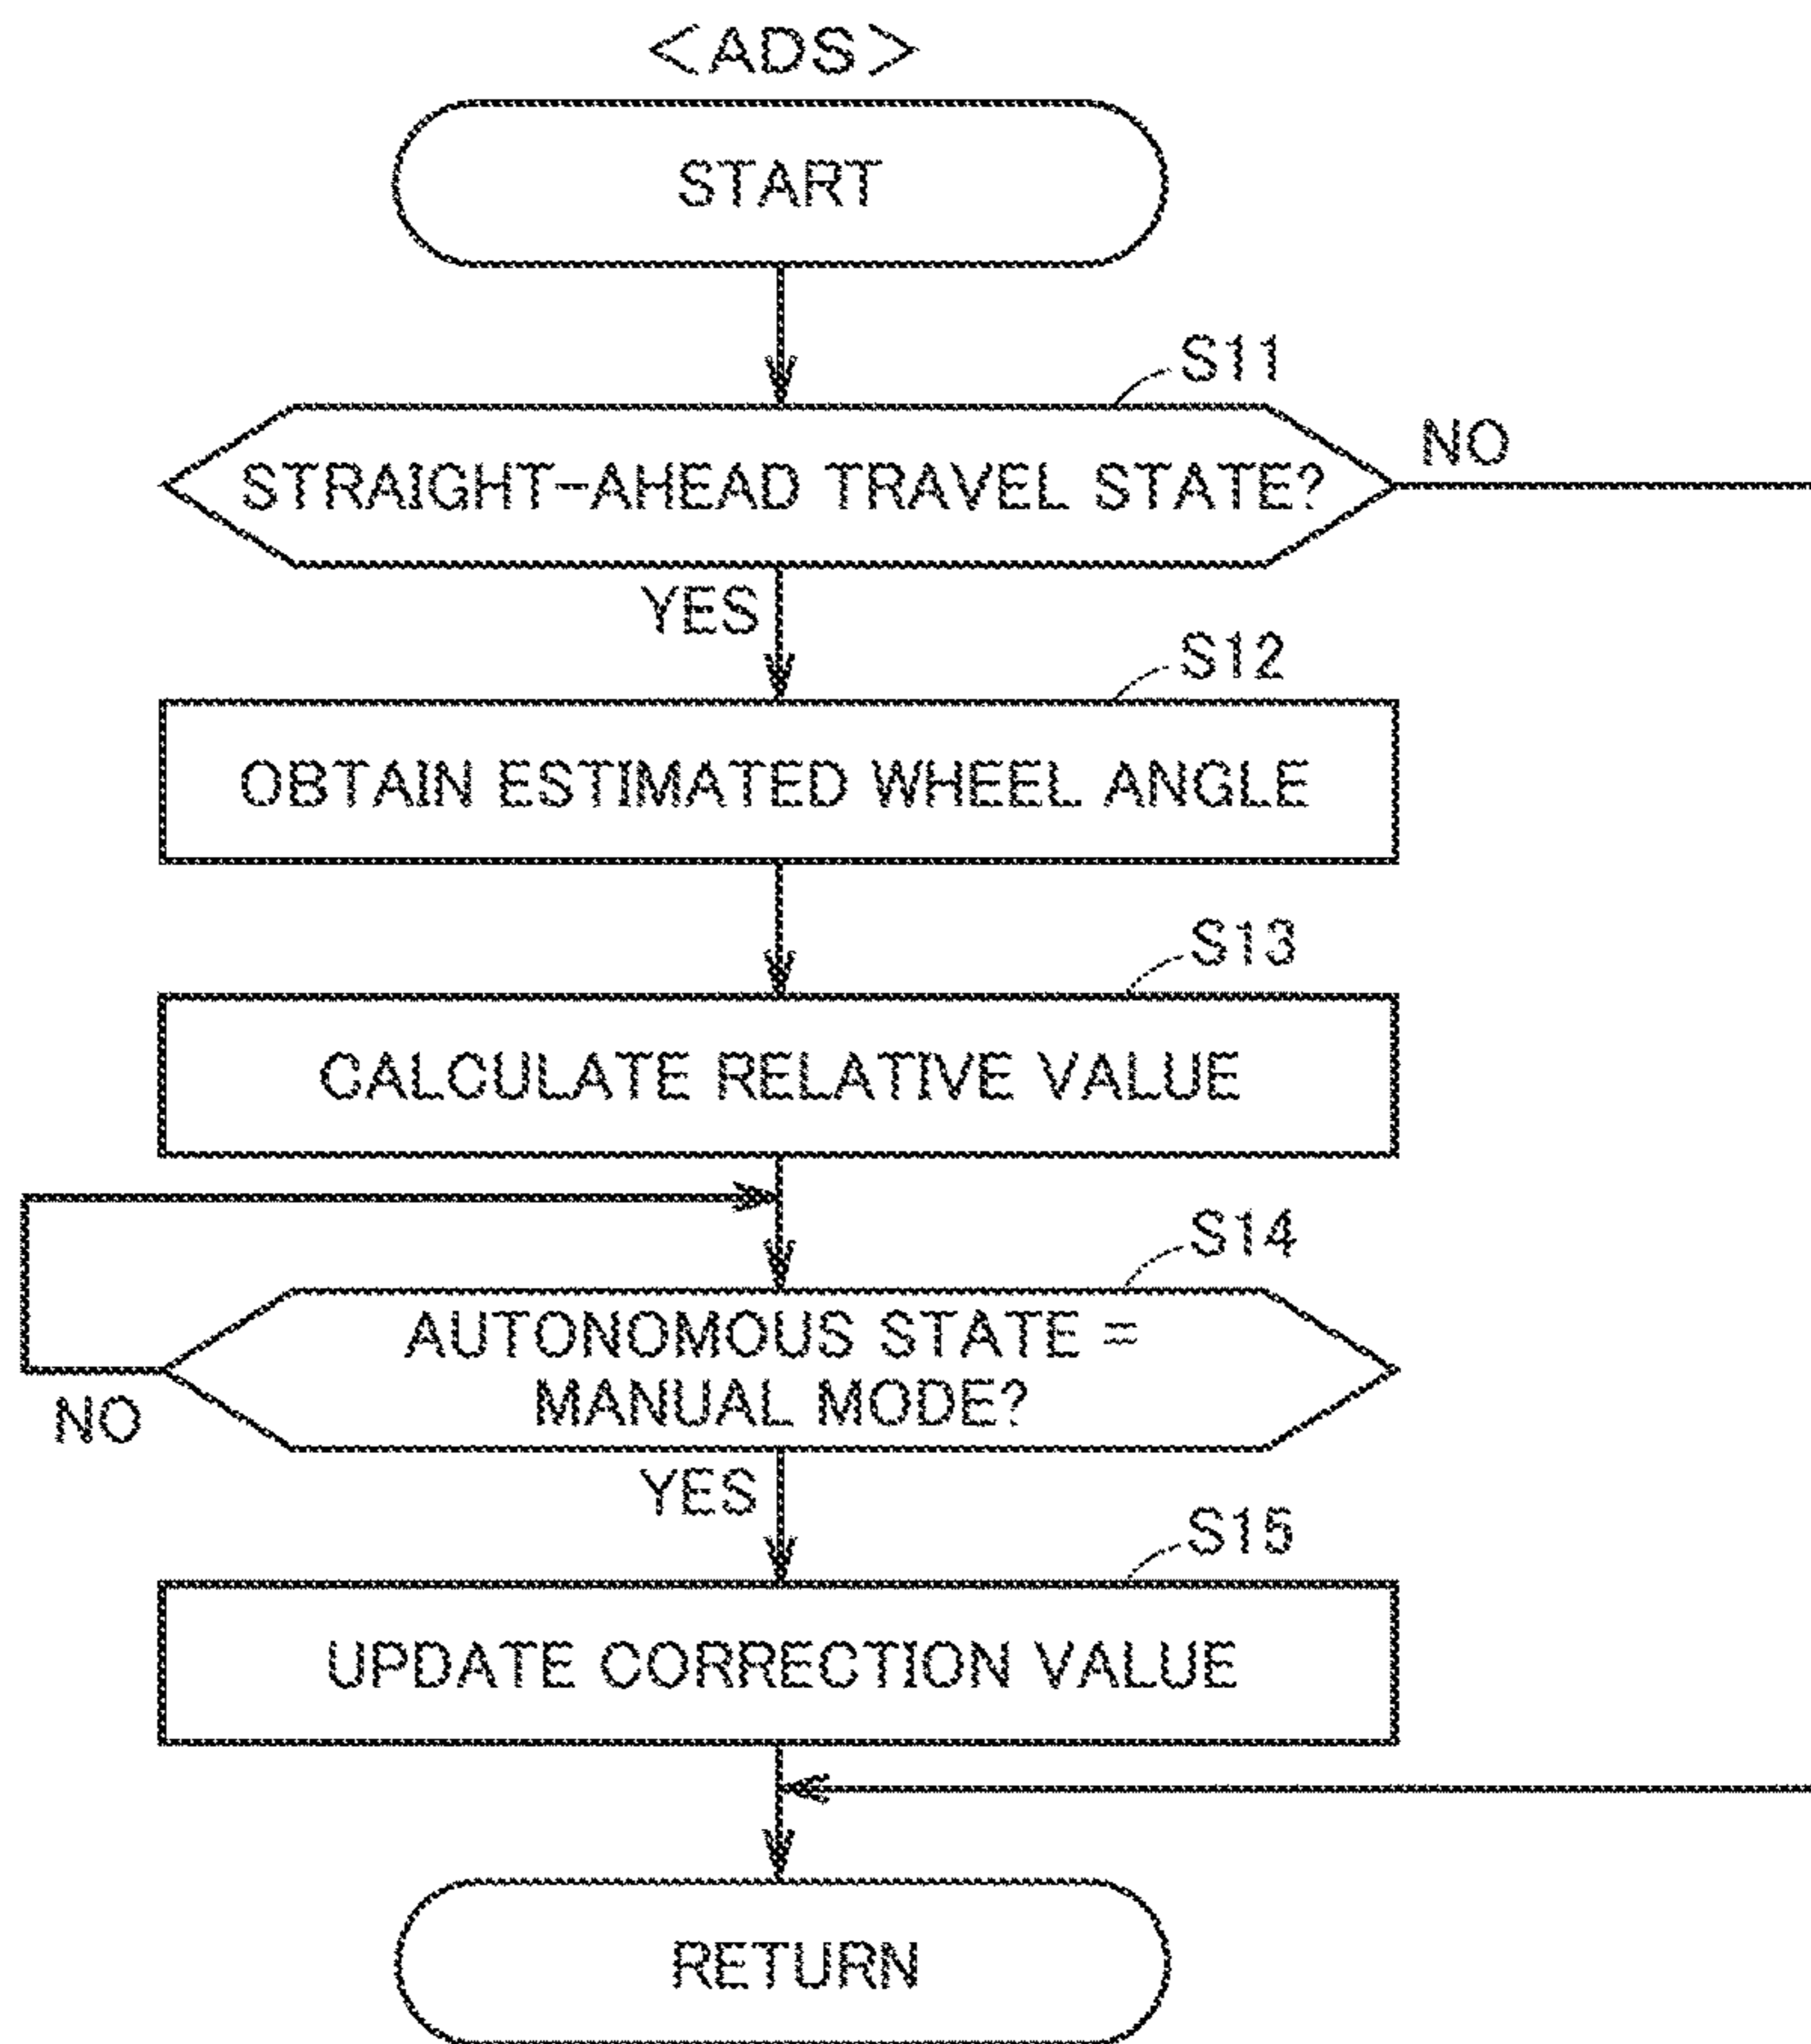 <ADS>
START
S11
STRAIGHT-AHEAD TRAVEL STATE?
NO
YES
S12
OBTAIN ESTIMATED WHEEL ANGLE
S13
CALCULATE RELATIVE VALUE
S14
AUTONOMOUS STATE =
MANUAL MODE?
NO
YES
S15
UPDATE CORRECTION VALUE
RETURN